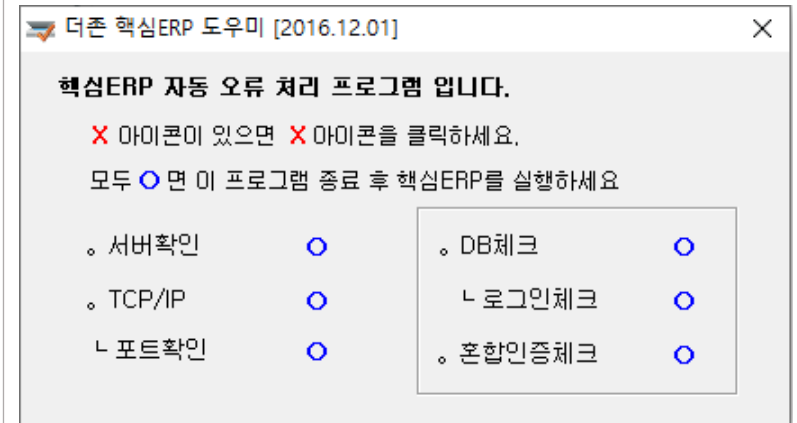 더존 핵심ERP 도우미 [2016.12.01]
핵심ERP 자동 오류 처리 프로그램 입니다.
X 아이콘이 있으면 X 아이콘을 클릭하세요.
모두 O 면 이 프로그램 종료 후 핵심ERP를 실행하세요
。서버확인 O
。TCP/IP O
ㄴ포트확인 O
。DB체크 O
ㄴ로그인체크 O
。혼합인증체크 O